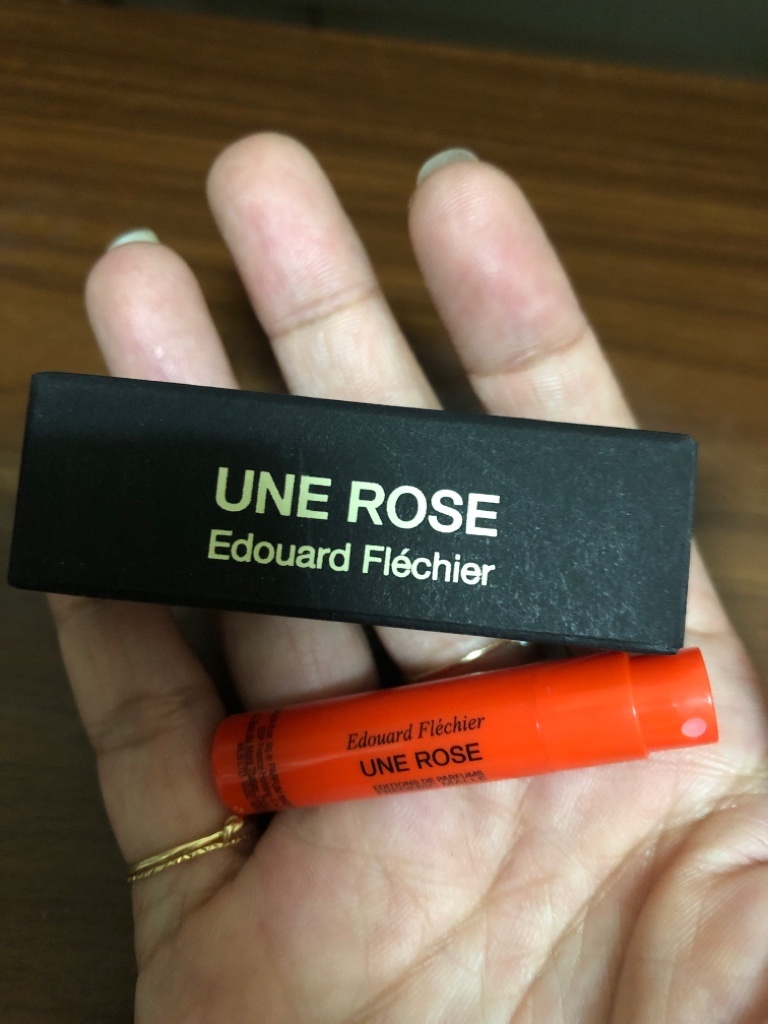 UNE ROSE
Edouard Fléchier
Edouard Fléchier
UNE ROSE
EDITIONS DE PARFUMS